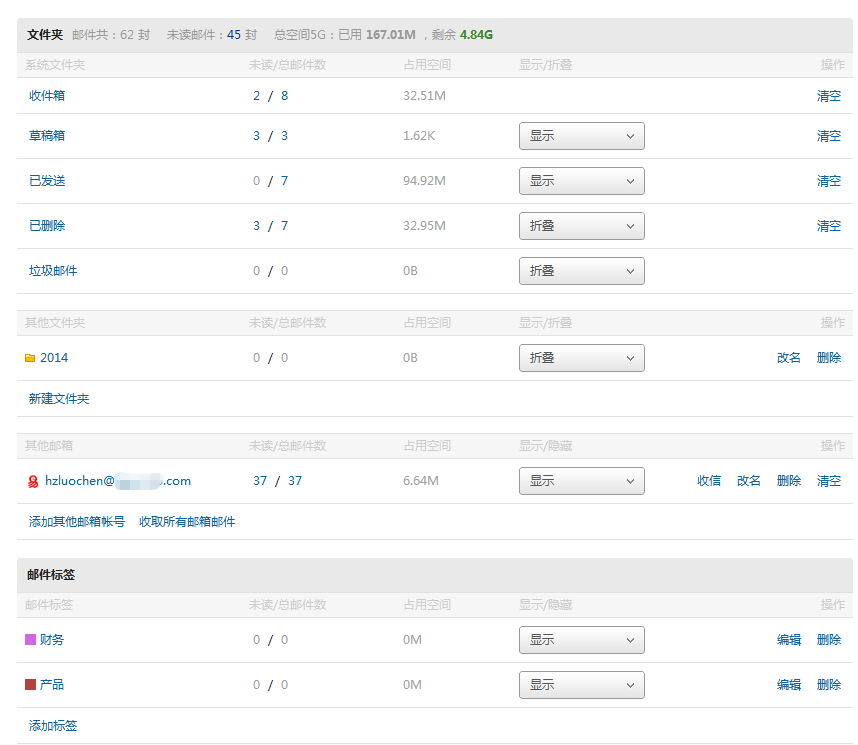 文件夹 邮件共：62 封 未读邮件：45 封 总空间5G：已用 167.01M ，剩余 4.84G
系统文件夹 未读/总邮件数 占用空间 显示/折叠 操作
收件箱 2 / 8 32.51M 清空
草稿箱 3 / 3 1.62K 显示 清空
已发送 0 / 7 94.92M 显示 清空
已删除 3 / 7 32.95M 折叠 清空
垃圾邮件 0 / 0 0B 折叠
其他文件夹 未读/总邮件数 占用空间 显示/折叠 操作
2014 0 / 0 0B 折叠 改名 删除
新建文件夹
其他邮箱 未读/总邮件数 占用空间 显示/隐藏 操作
hzluochen@ .com 37 / 37 6.64M 显示 收信 改名 删除 清空
添加其他邮箱帐号 收取所有邮箱邮件
邮件标签
邮件标签 未读/总邮件数 占用空间 显示/隐藏 操作
财务 0 / 0 0M 显示 编辑 删除
产品 0 / 0 0M 显示 编辑 删除
添加标签